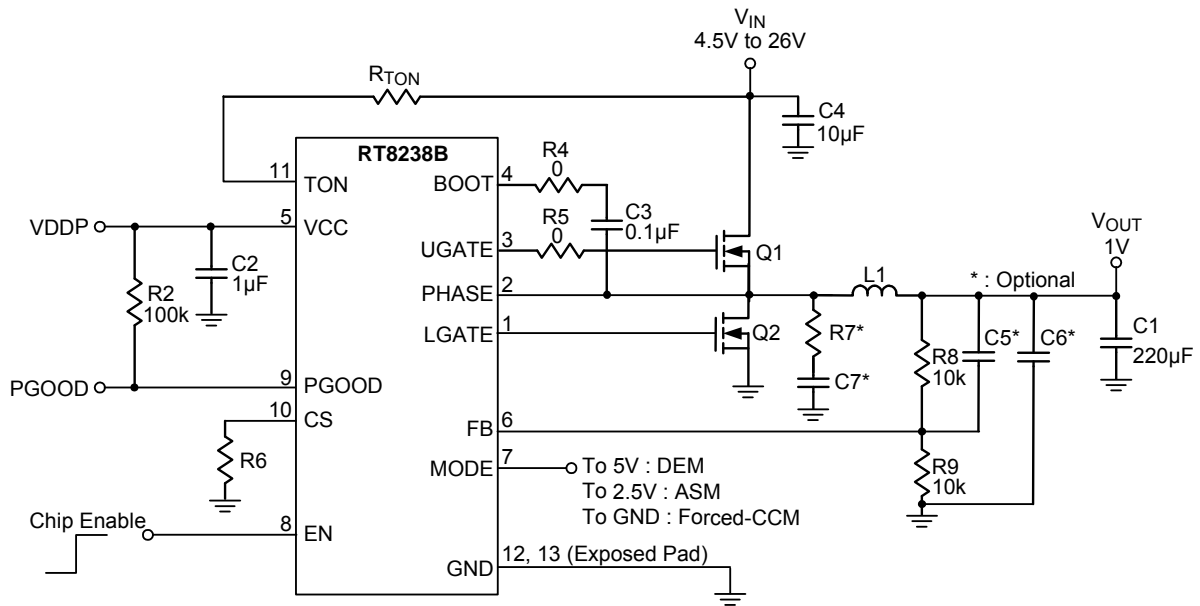 V_IN
4.5V to 26V
R_TON
C4
10µF
RT8238B
R4
0
11
TON
BOOT
4
VDDP
5
VCC
C3
0.1µF
R5
0
UGATE
3
Q1
V_OUT
1V
C2
1µF
R2
100k
PHASE
2
L1
* : Optional
LGATE
1
Q2
R7*
C5*
C6*
C1
220µF
R8
10k
PGOOD
9
PGOOD
C7*
10
CS
FB
6
R6
MODE
7
To 5V : DEM
To 2.5V : ASM
To GND : Forced-CCM
R9
10k
Chip Enable
8
EN
GND
12, 13 (Exposed Pad)